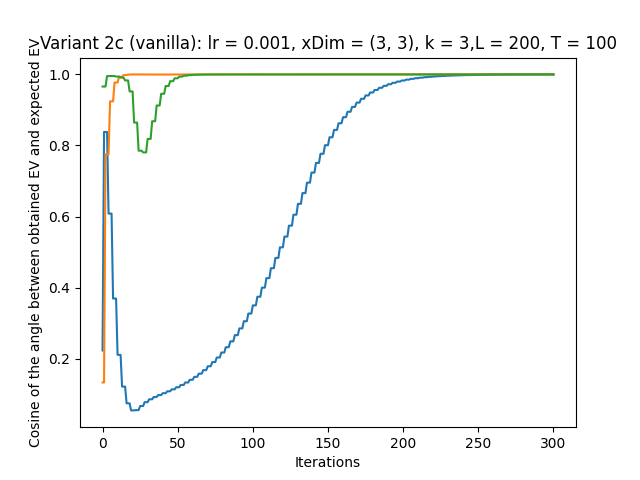 Variant 2c (vanilla): lr = 0.001, xDim = (3, 3), k = 3,L = 200, T = 100
Cosine of the angle between obtained EV and expected EV
1.0
0.8
0.6
0.4
0.2
0 50 100 150 200 250 300
Iterations